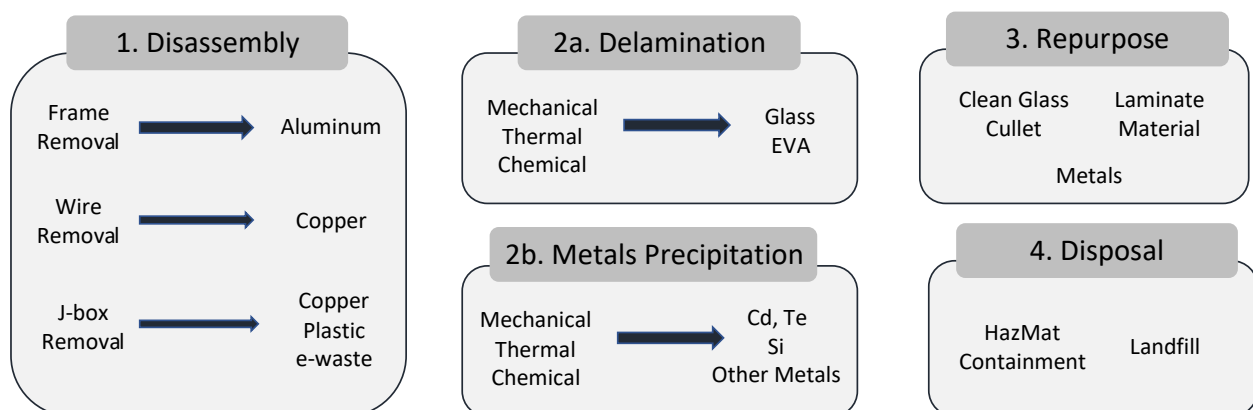 1. Disassembly
Frame
Removal
Aluminum
Wire
Removal
Copper
J-box
Removal
Copper
Plastic
e-waste
2a. Delamination
Mechanical
Thermal
Chemical
Glass
EVA
2b. Metals Precipitation
Mechanical
Thermal
Chemical
Cd, Te
Si
Other Metals
3. Repurpose
Clean Glass
Cullet
Laminate
Material
Metals
4. Disposal
HazMat
Containment
Landfill